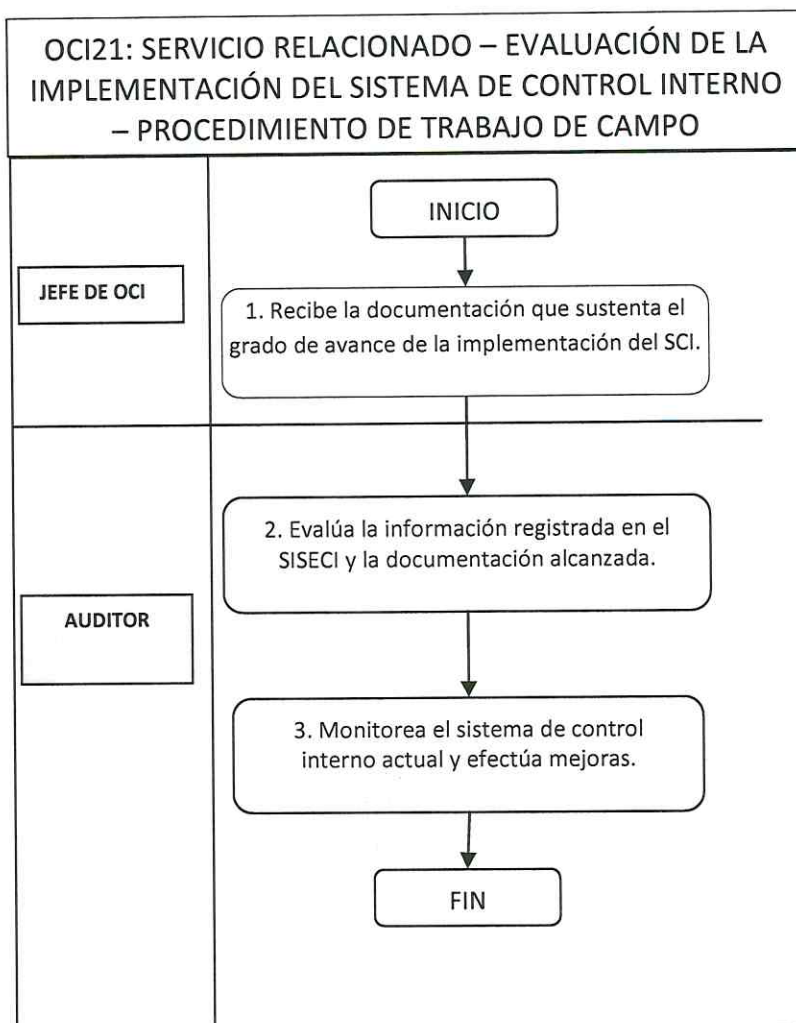 OCI21: SERVICIO RELACIONADO – EVALUACIÓN DE LA
IMPLEMENTACIÓN DEL SISTEMA DE CONTROL INTERNO
– PROCEDIMIENTO DE TRABAJO DE CAMPO
INICIO
JEFE DE OCI
1. Recibe la documentación que sustenta el
grado de avance de la implementación del SCI.
2. Evalúa la información registrada en el
SISECI y la documentación alcanzada.
AUDITOR
3. Monitorea el sistema de control
interno actual y efectúa mejoras.
FIN